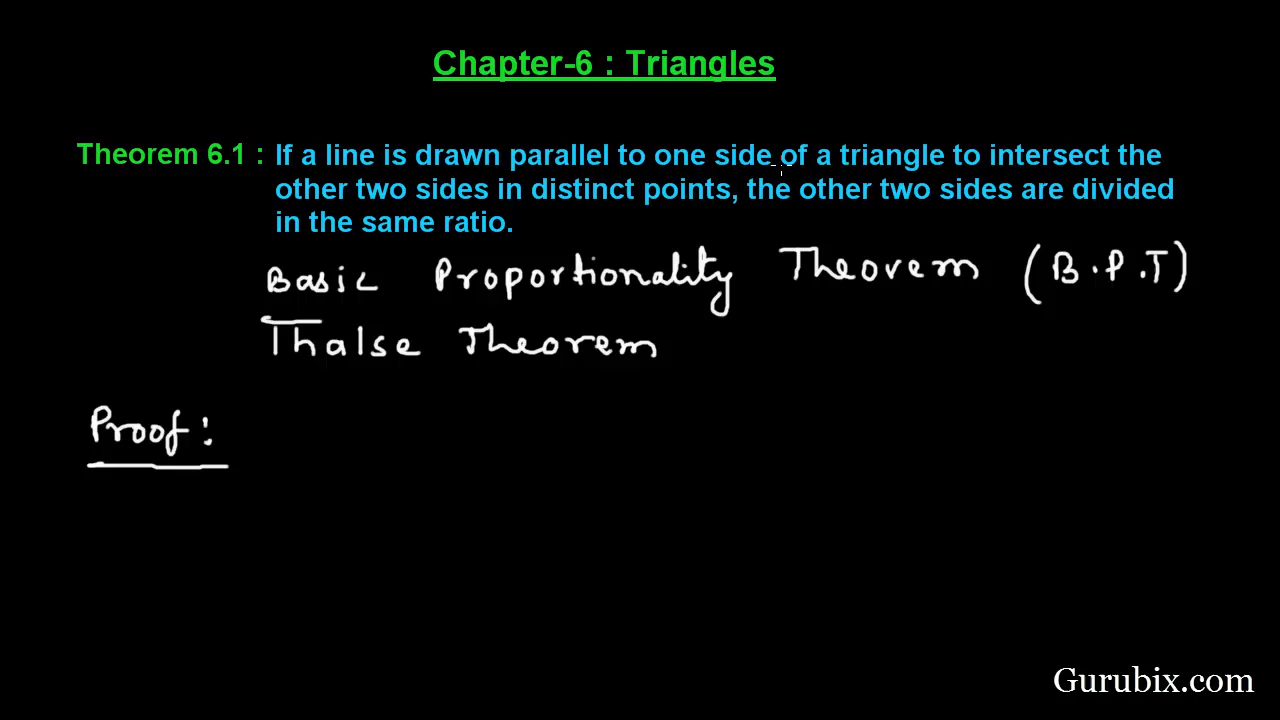 Chapter-6 : Triangles
Theorem 6.1 : If a line is drawn parallel to one side of a triangle to intersect the
other two sides in distinct points, the other two sides are divided
in the same ratio.
Basic Proportionality Theorem (B.P.T)
Thalse Theorem
Proof:
Gurubix.com